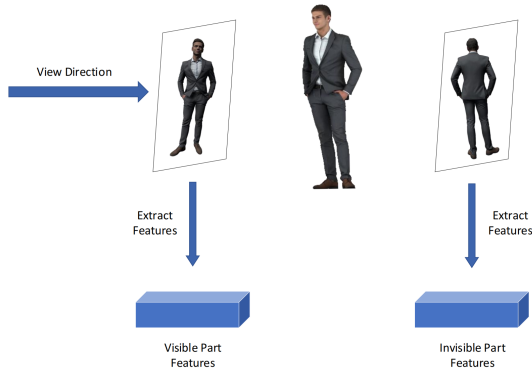 View Direction
Extract
Features
Extract
Features
Visible Part
Features
Invisible Part
Features